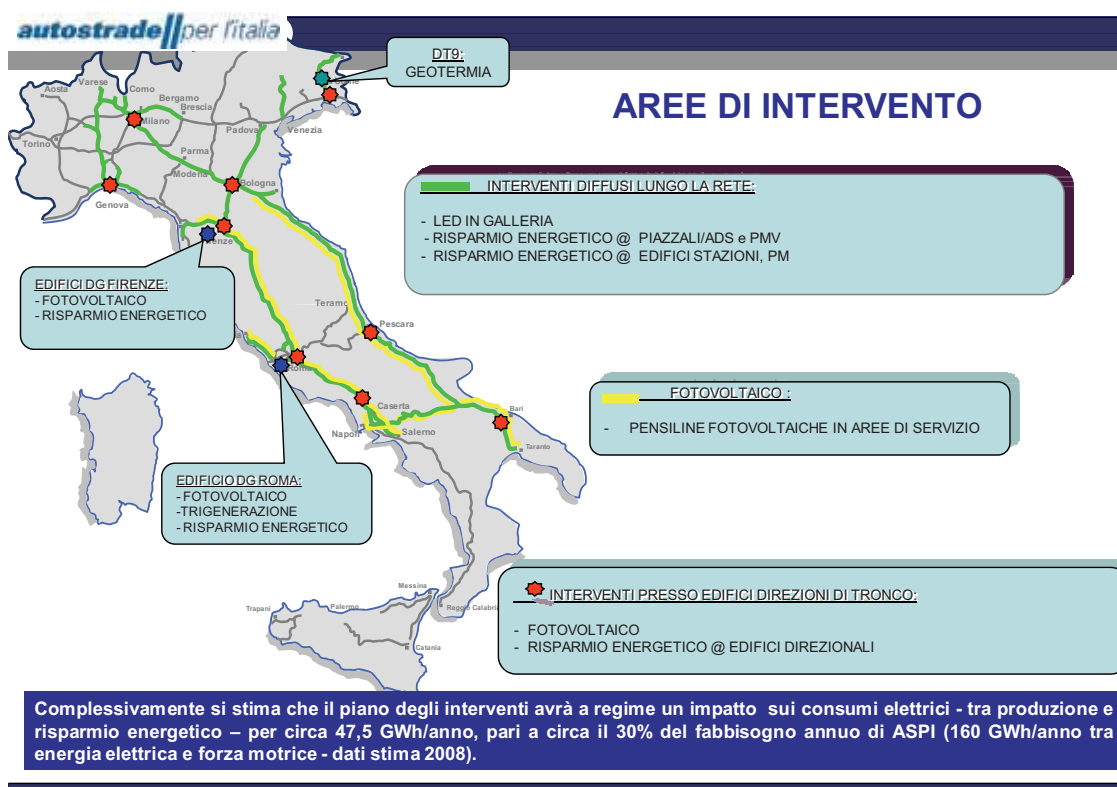 autostrade//per l'italia
DT9:
GEOTERMIA
AREE DI INTERVENTO
Aosta
Varese
Como
Bergamo
Brescia
Milano
Padova
Venezia
Torino
Parma
Modena
Bologna
Genova
INTERVENTI DIFFUSI LUNGO LA RETE:
- LED IN GALLERIA
- RISPARMIO ENERGETICO @ PIAZZALI/ADS e PMV
- RISPARMIO ENERGETICO @ EDIFICI STAZIONI, PM
EDIFICI DG FIRENZE:
- FOTOVOLTAICO
- RISPARMIO ENERGETICO
Teramo
Pescara
Roma
Caserta
Napoli
Salerno
Bari
Taranto
FOTOVOLTAICO :
- PENSILINE FOTOVOLTAICHE IN AREE DI SERVIZIO
EDIFICIO DG ROMA:
- FOTOVOLTAICO
-TRIGENERAZIONE
- RISPARMIO ENERGETICO
Messina
Trapani
Palermo
Reggio Calabria
Catania
INTERVENTI PRESSO EDIFICI DIREZIONI DI TRONCO:
- FOTOVOLTAICO
- RISPARMIO ENERGETICO @ EDIFICI DIREZIONALI
Complessivamente si stima che il piano degli interventi avrà a regime un impatto sui consumi elettrici - tra produzione e
risparmio energetico – per circa 47,5 GWh/anno, pari a circa il 30% del fabbisogno annuo di ASPI (160 GWh/anno tra
energia elettrica e forza motrice - dati stima 2008).